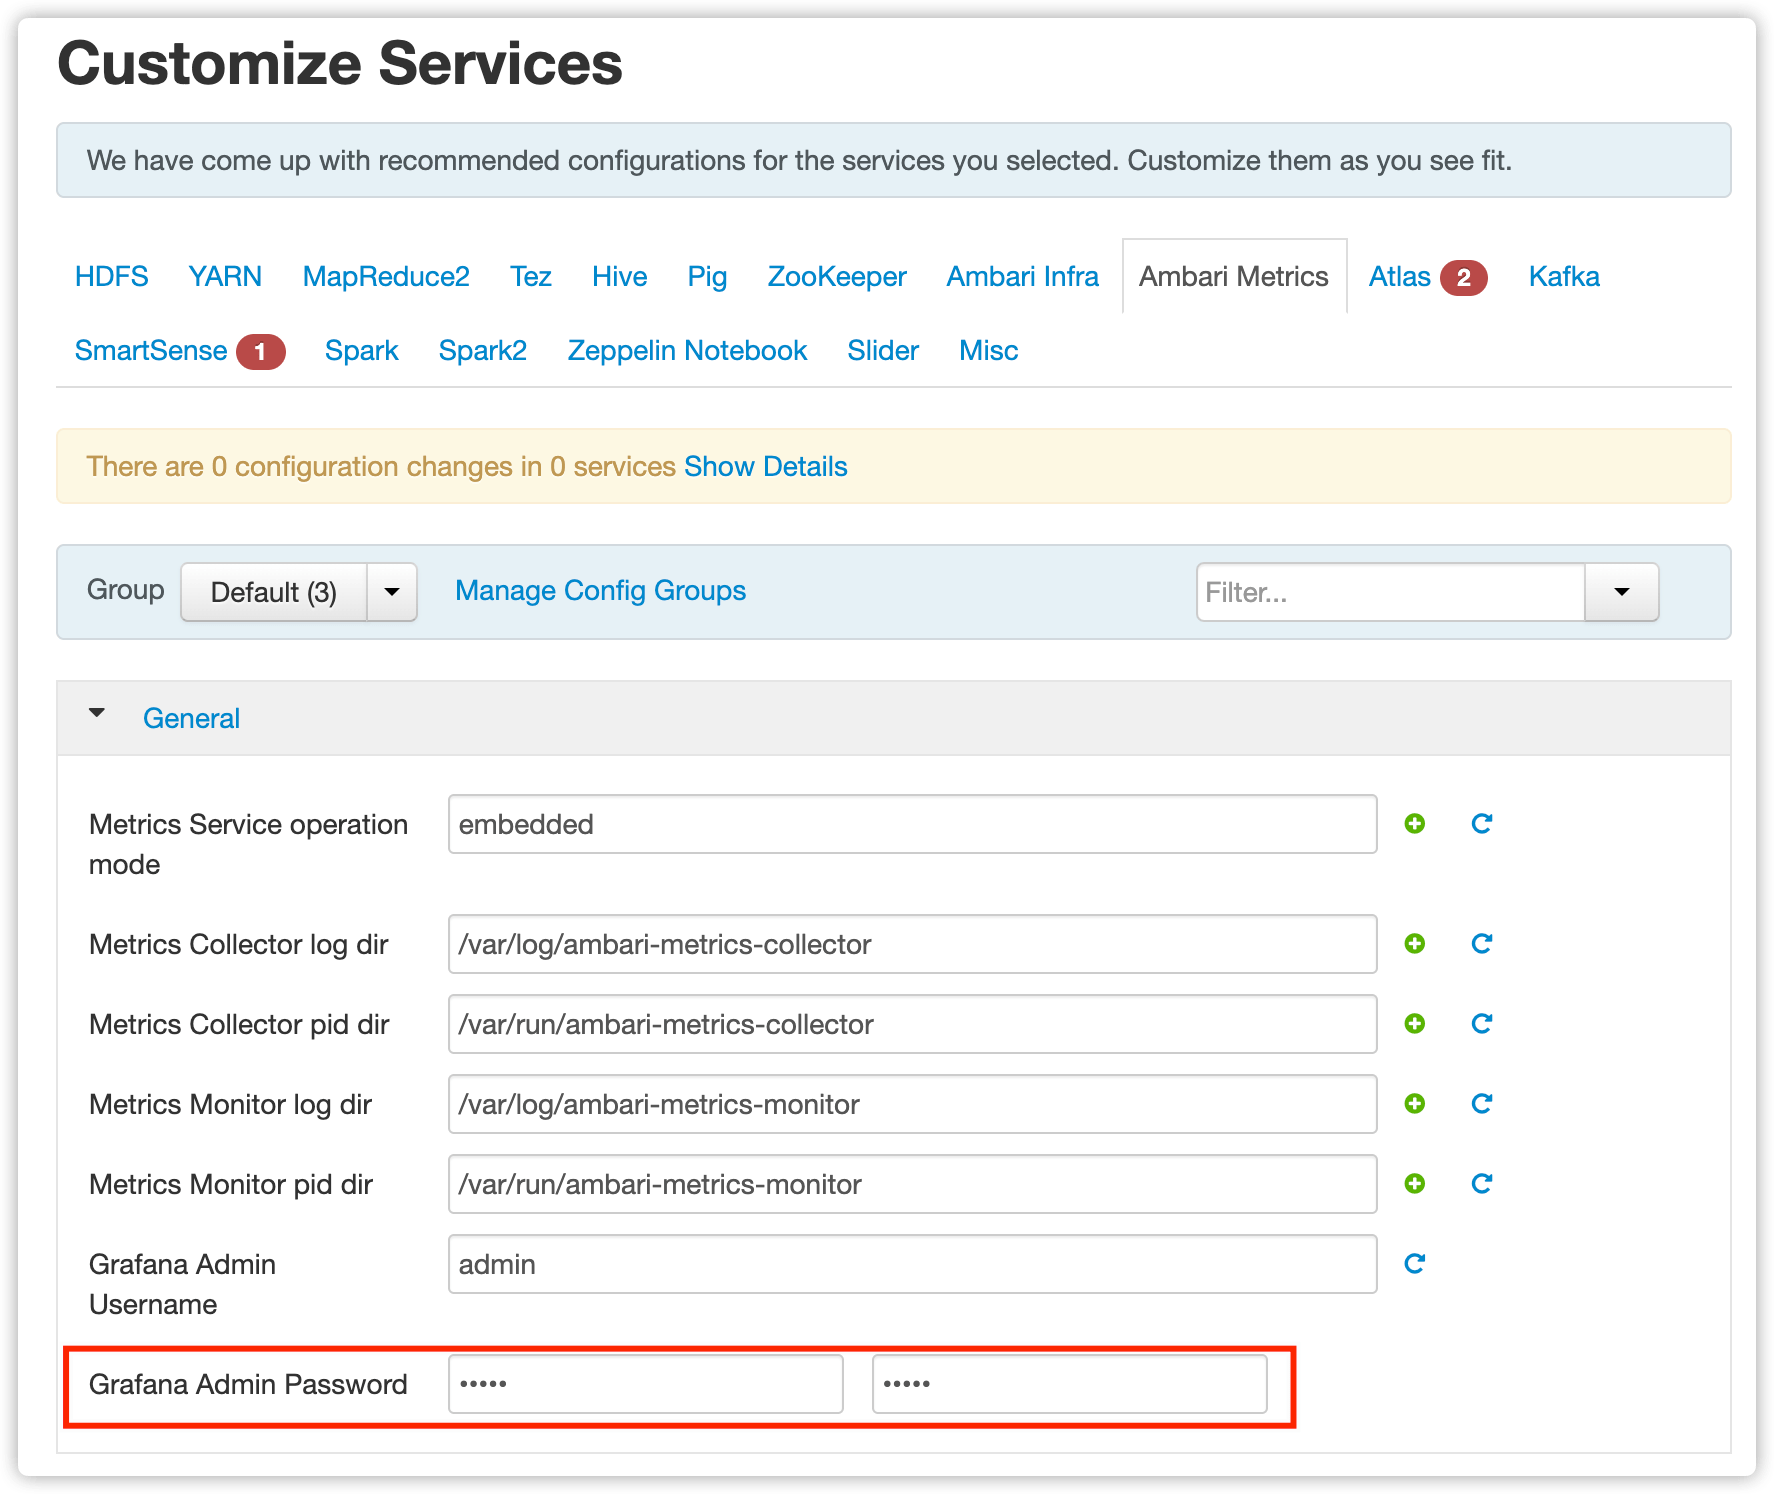 Customize Services
We have come up with recommended configurations for the services you selected. Customize them as you see fit.
HDFS YARN MapReduce2 Tez Hive Pig ZooKeeper Ambari Infra Ambari Metrics Atlas 2 Kafka
SmartSense 1 Spark Spark2 Zeppelin Notebook Slider Misc
There are 0 configuration changes in 0 services Show Details
Group Default (3) Manage Config Groups Filter...
General
Metrics Service operation mode embedded
Metrics Collector log dir /var/log/ambari-metrics-collector
Metrics Collector pid dir /var/run/ambari-metrics-collector
Metrics Monitor log dir /var/log/ambari-metrics-monitor
Metrics Monitor pid dir /var/run/ambari-metrics-monitor
Grafana Admin Username admin
Grafana Admin Password ••••• •••••